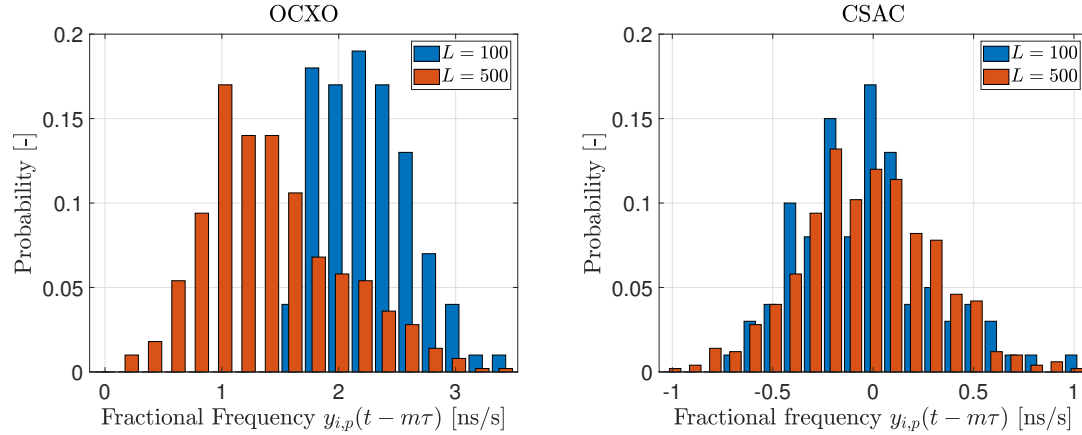 OCXO
0.2
0.15
0.1
0.05
0
0 1 2 3
Probability [-]
Fractional Frequency $y_{i,p}(t - m\tau)$ [ns/s]
L = 100
L = 500
CSAC
0.2
0.15
0.1
0.05
0
-1 -0.5 0 0.5 1
Probability [-]
Fractional frequency $y_{i,p}(t - m\tau)$ [ns/s]
L = 100
L = 500